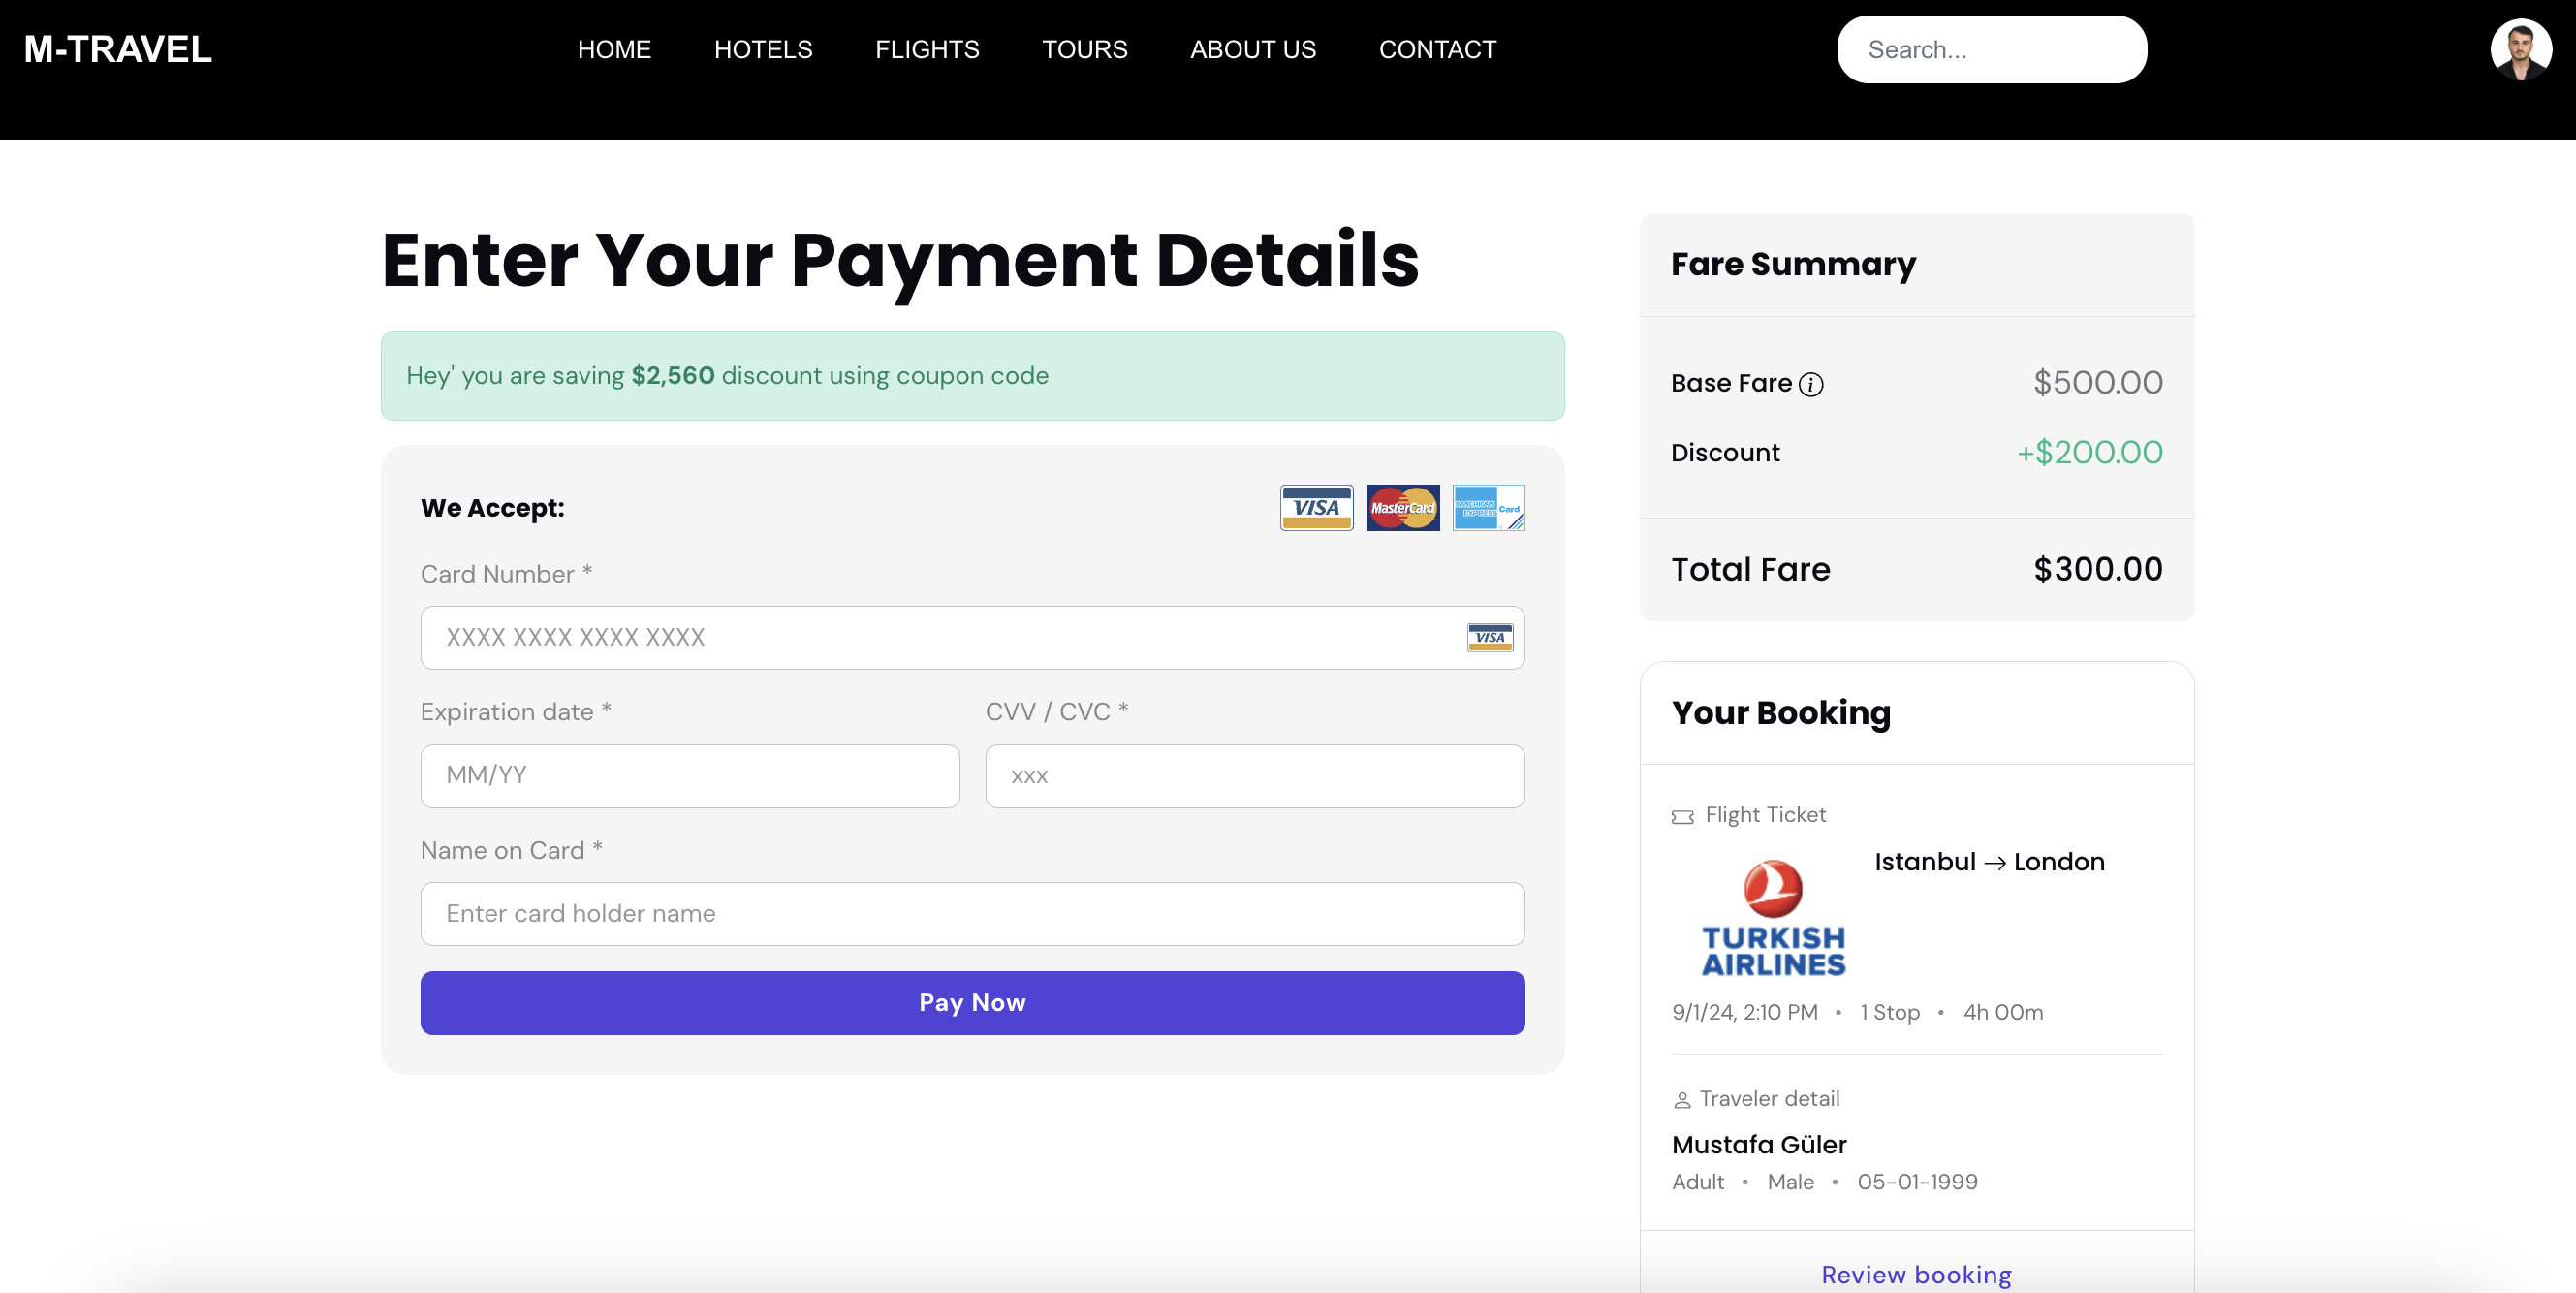 M-TRAVEL
HOME HOTELS FLIGHTS TOURS ABOUT US CONTACT
Search...
Enter Your Payment Details
Hey' you are saving $2,560 discount using coupon code
We Accept:
VISA MasterCard AMERICAN EXPRESS Card
Card Number *
XXXX XXXX XXXX XXXX
VISA
Expiration date * CVV / CVC *
MM/YY xxx
Name on Card *
Enter card holder name
Pay Now
Fare Summary
Base Fare i $500.00
Discount +$200.00
Total Fare $300.00
Your Booking
Flight Ticket
Istanbul → London
TURKISH
AIRLINES
9/1/24, 2:10 PM • 1 Stop • 4h 00m
Traveler detail
Mustafa Güler
Adult • Male • 05-01-1999
Review booking